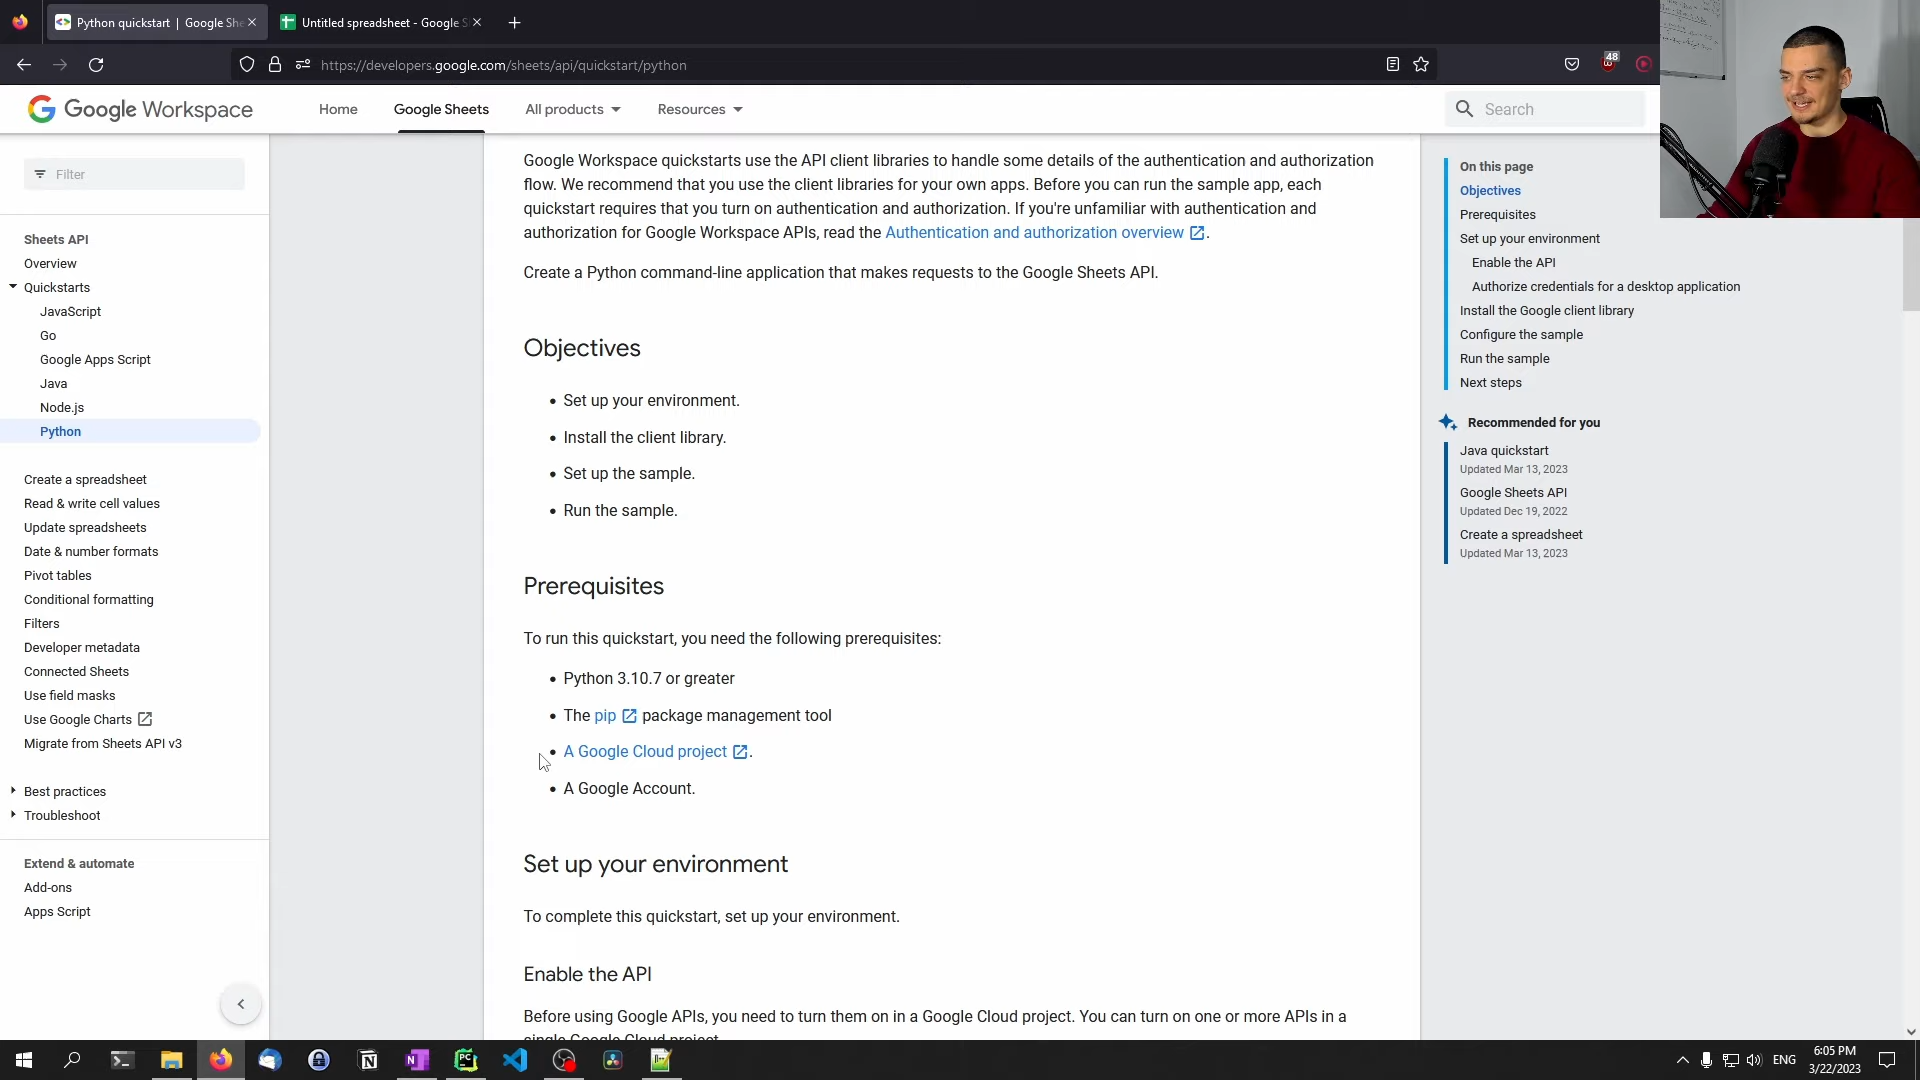 Python quickstart | Google She
Untitled spreadsheet - Google S
https://developers.google.com/sheets/api/quickstart/python
48
Google Workspace
Home
Google Sheets
All products
Resources
Search
Filter
Sheets API
Overview
Quickstarts
JavaScript
Go
Google Apps Script
Java
Node.js
Python
Create a spreadsheet
Read & write cell values
Update spreadsheets
Date & number formats
Pivot tables
Conditional formatting
Filters
Developer metadata
Connected Sheets
Use field masks
Use Google Charts
Migrate from Sheets API v3
Best practices
Troubleshoot
Extend & automate
Add-ons
Apps Script
Google Workspace quickstarts use the API client libraries to handle some details of the authentication and authorization
flow. We recommend that you use the client libraries for your own apps. Before you can run the sample app, each
quickstart requires that you turn on authentication and authorization. If you're unfamiliar with authentication and
authorization for Google Workspace APIs, read the Authentication and authorization overview.
Create a Python command-line application that makes requests to the Google Sheets API.
Objectives
• Set up your environment.
• Install the client library.
• Set up the sample.
• Run the sample.
Prerequisites
To run this quickstart, you need the following prerequisites:
• Python 3.10.7 or greater
• The pip package management tool
• A Google Cloud project.
• A Google Account.
Set up your environment
To complete this quickstart, set up your environment.
Enable the API
Before using Google APIs, you need to turn them on in a Google Cloud project. You can turn on one or more APIs in a
single Google Cloud project.
On this page
Objectives
Prerequisites
Set up your environment
Enable the API
Authorize credentials for a desktop application
Install the Google client library
Configure the sample
Run the sample
Next steps
Recommended for you
Java quickstart
Updated Mar 13, 2023
Google Sheets API
Updated Dec 19, 2022
Create a spreadsheet
Updated Mar 13, 2023
ENG
6:05 PM
3/22/2023